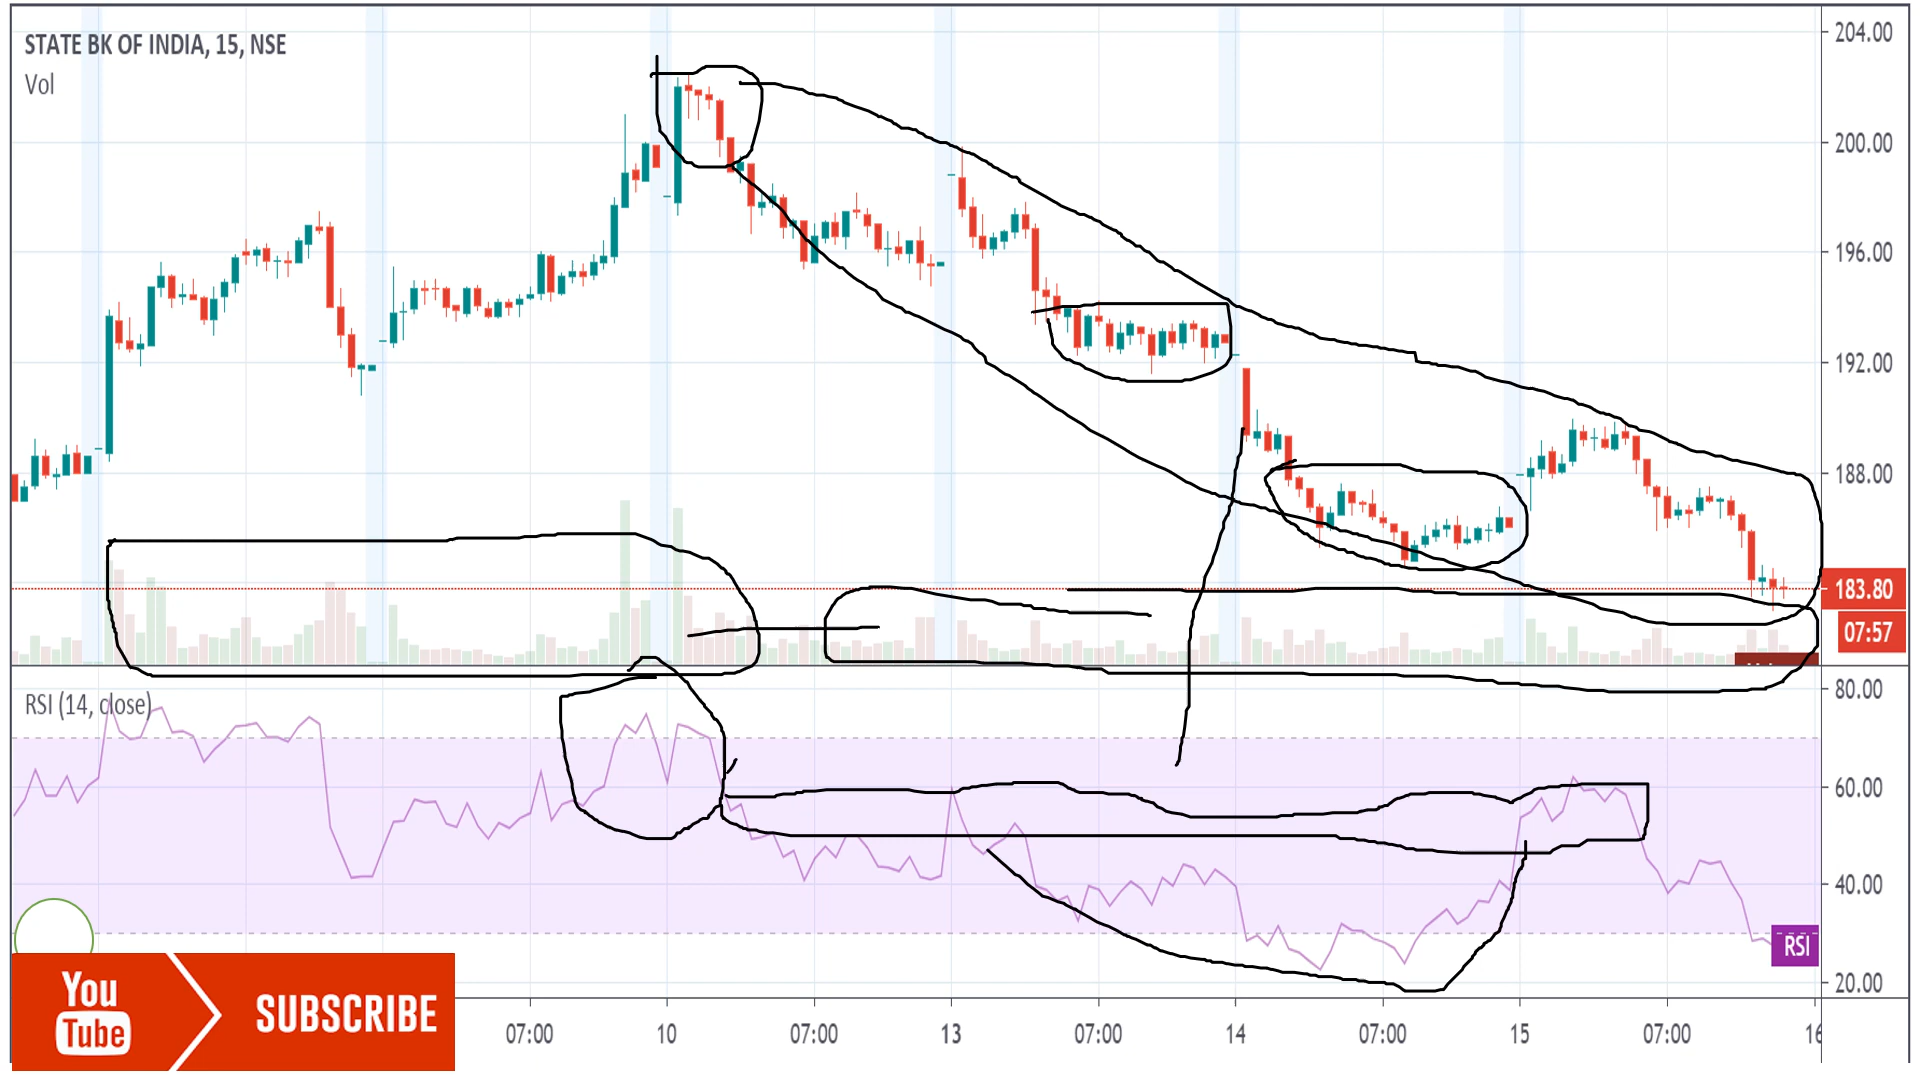 STATE BK OF INDIA, 15, NSE
Vol
204.00
200.00
196.00
192.00
188.00
183.80
07:57
RSI (14, close)
80.00
60.00
40.00
RSI
20.00
You
Tube
SUBSCRIBE
07:00 10 07:00 13 07:00 14 07:00 15 07:00 16